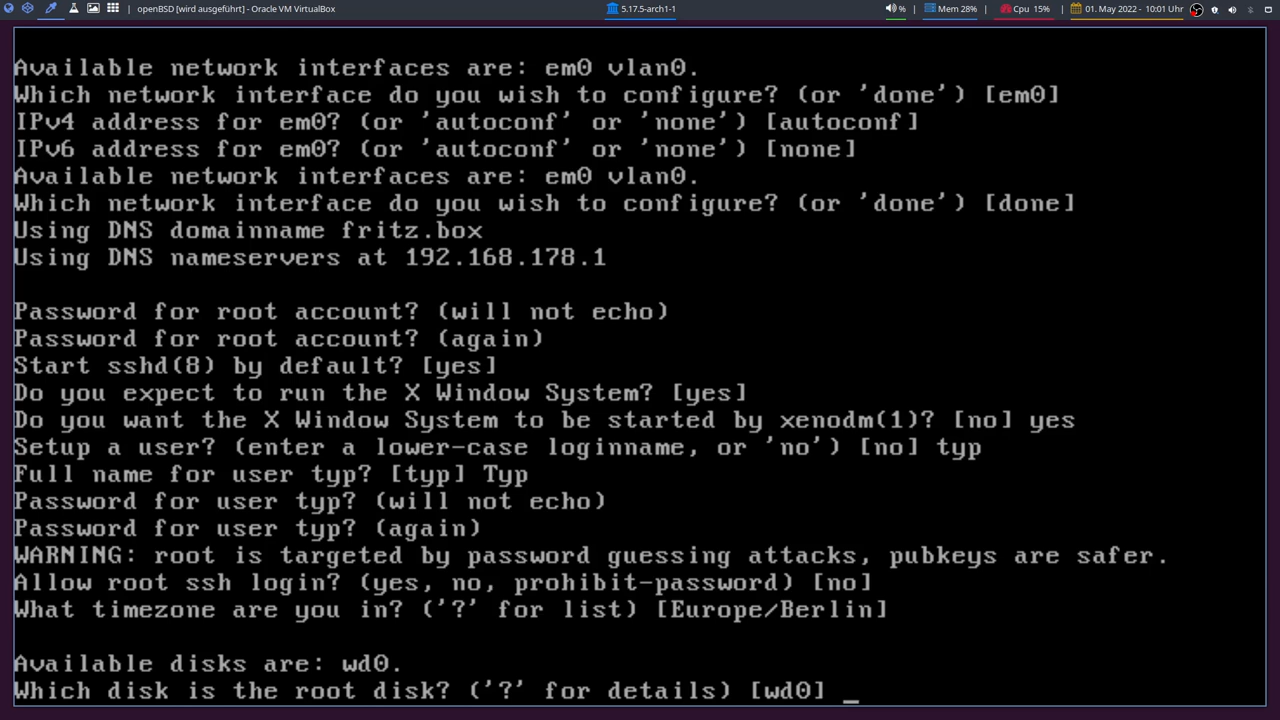 openBSD [wird ausgeführt] - Oracle VM VirtualBox
5.17.5-arch1-1
%
Mem 28%
Cpu 15%
01. May 2022 - 10:01 Uhr
Available network interfaces are: em0 vlan0.
Which network interface do you wish to configure? (or 'done') [em0]
IPv4 address for em0? (or 'autoconf' or 'none') [autoconf]
IPv6 address for em0? (or 'autoconf' or 'none') [none]
Available network interfaces are: em0 vlan0.
Which network interface do you wish to configure? (or 'done') [done]
Using DNS domainname fritz.box
Using DNS nameservers at 192.168.178.1
Password for root account? (will not echo)
Password for root account? (again)
Start sshd(8) by default? [yes]
Do you expect to run the X Window System? [yes]
Do you want the X Window System to be started by xenodm(1)? [no] yes
Setup a user? (enter a lower-case loginname, or 'no') [no] typ
Full name for user typ? [typ] Typ
Password for user typ? (will not echo)
Password for user typ? (again)
WARNING: root is targeted by password guessing attacks, pubkeys are safer.
Allow root ssh login? (yes, no, prohibit-password) [no]
What timezone are you in? ('?' for list) [Europe/Berlin]
Available disks are: wd0.
Which disk is the root disk? ('?' for details) [wd0] _